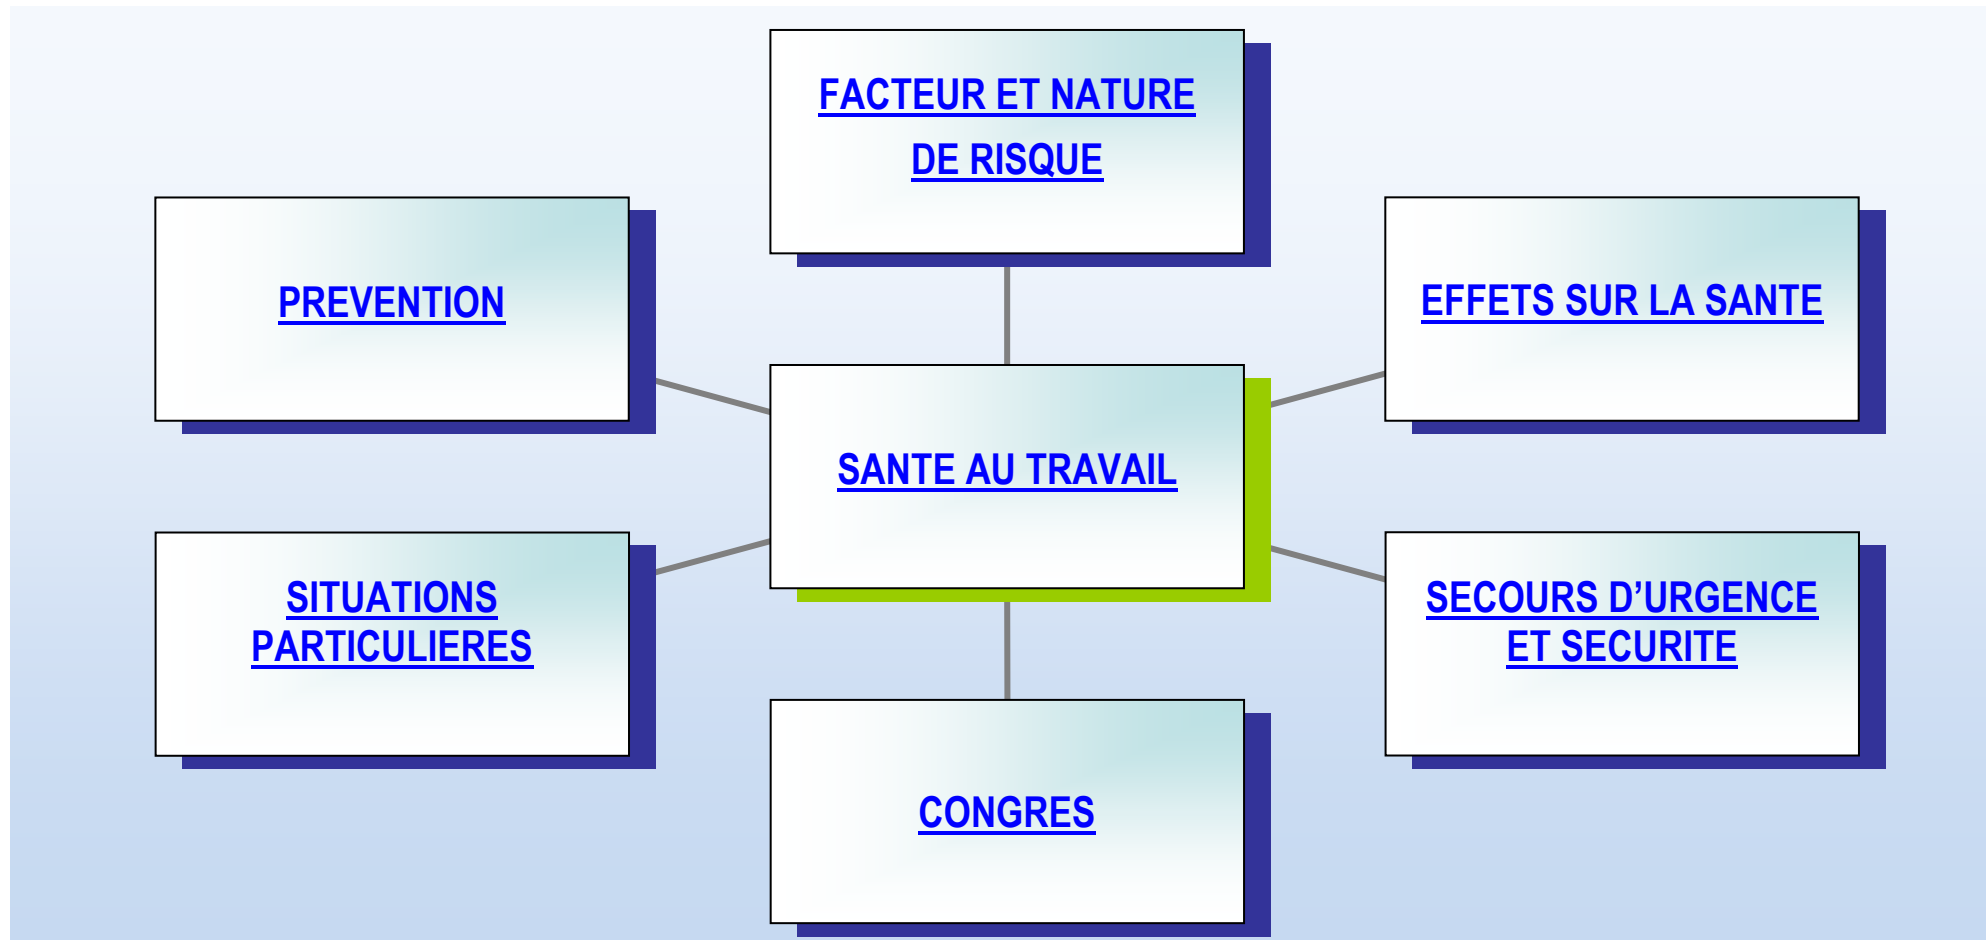 FACTEUR ET NATURE
DE RISQUE
PREVENTION
EFFETS SUR LA SANTE
SANTE AU TRAVAIL
SITUATIONS
PARTICULIERES
SECOURS D’URGENCE
ET SECURITE
CONGRES